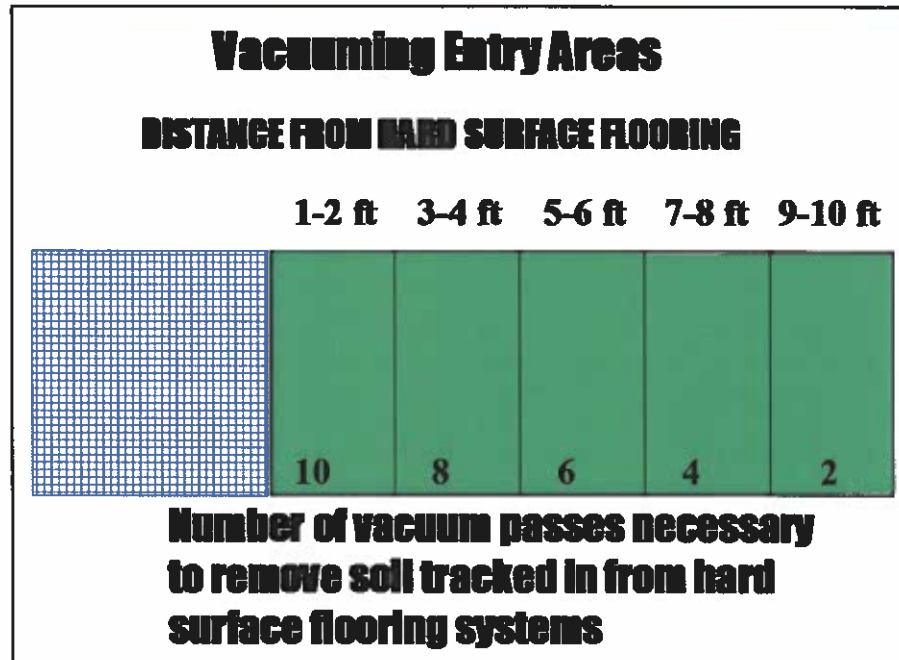 Vacuuming Entry Areas
DISTANCE FROM HARD SURFACE FLOORING
1-2 ft 3-4 ft 5-6 ft 7-8 ft 9-10 ft
10 8 6 4 2
Number of vacuum passes necessary
to remove soil tracked in from hard
surface flooring systems